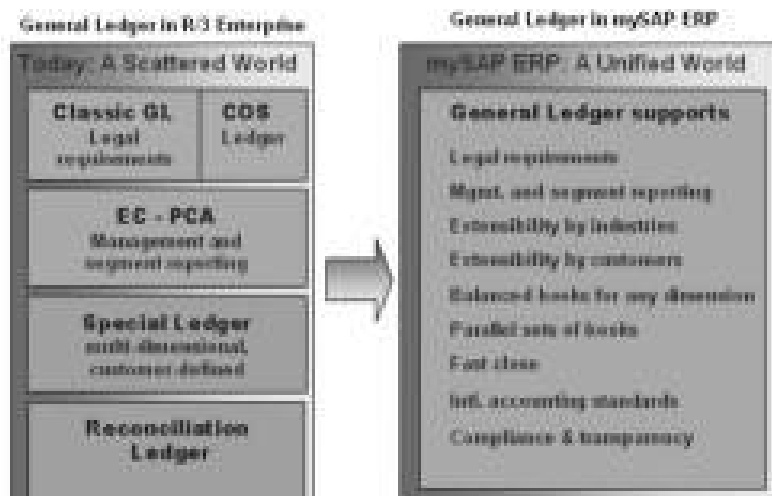 General Ledger in R/3 Enterprise
Today: A Scattered World
Classic GL
Legal
requirements
COS
Ledger
EC - PCA
Management and
segment reporting
Special Ledger
multi-dimensional,
customer-defined
Reconciliation
Ledger
General Ledger in mySAP ERP
mySAP ERP: A Unified World
General Ledger supports
Legal requirements
Mgmt. and segment reporting
Extensibility by industries
Extensibility by customers
Balanced books for any dimension
Parallel sets of books
Fast close
Intl. accounting standards
Compliance & transparency